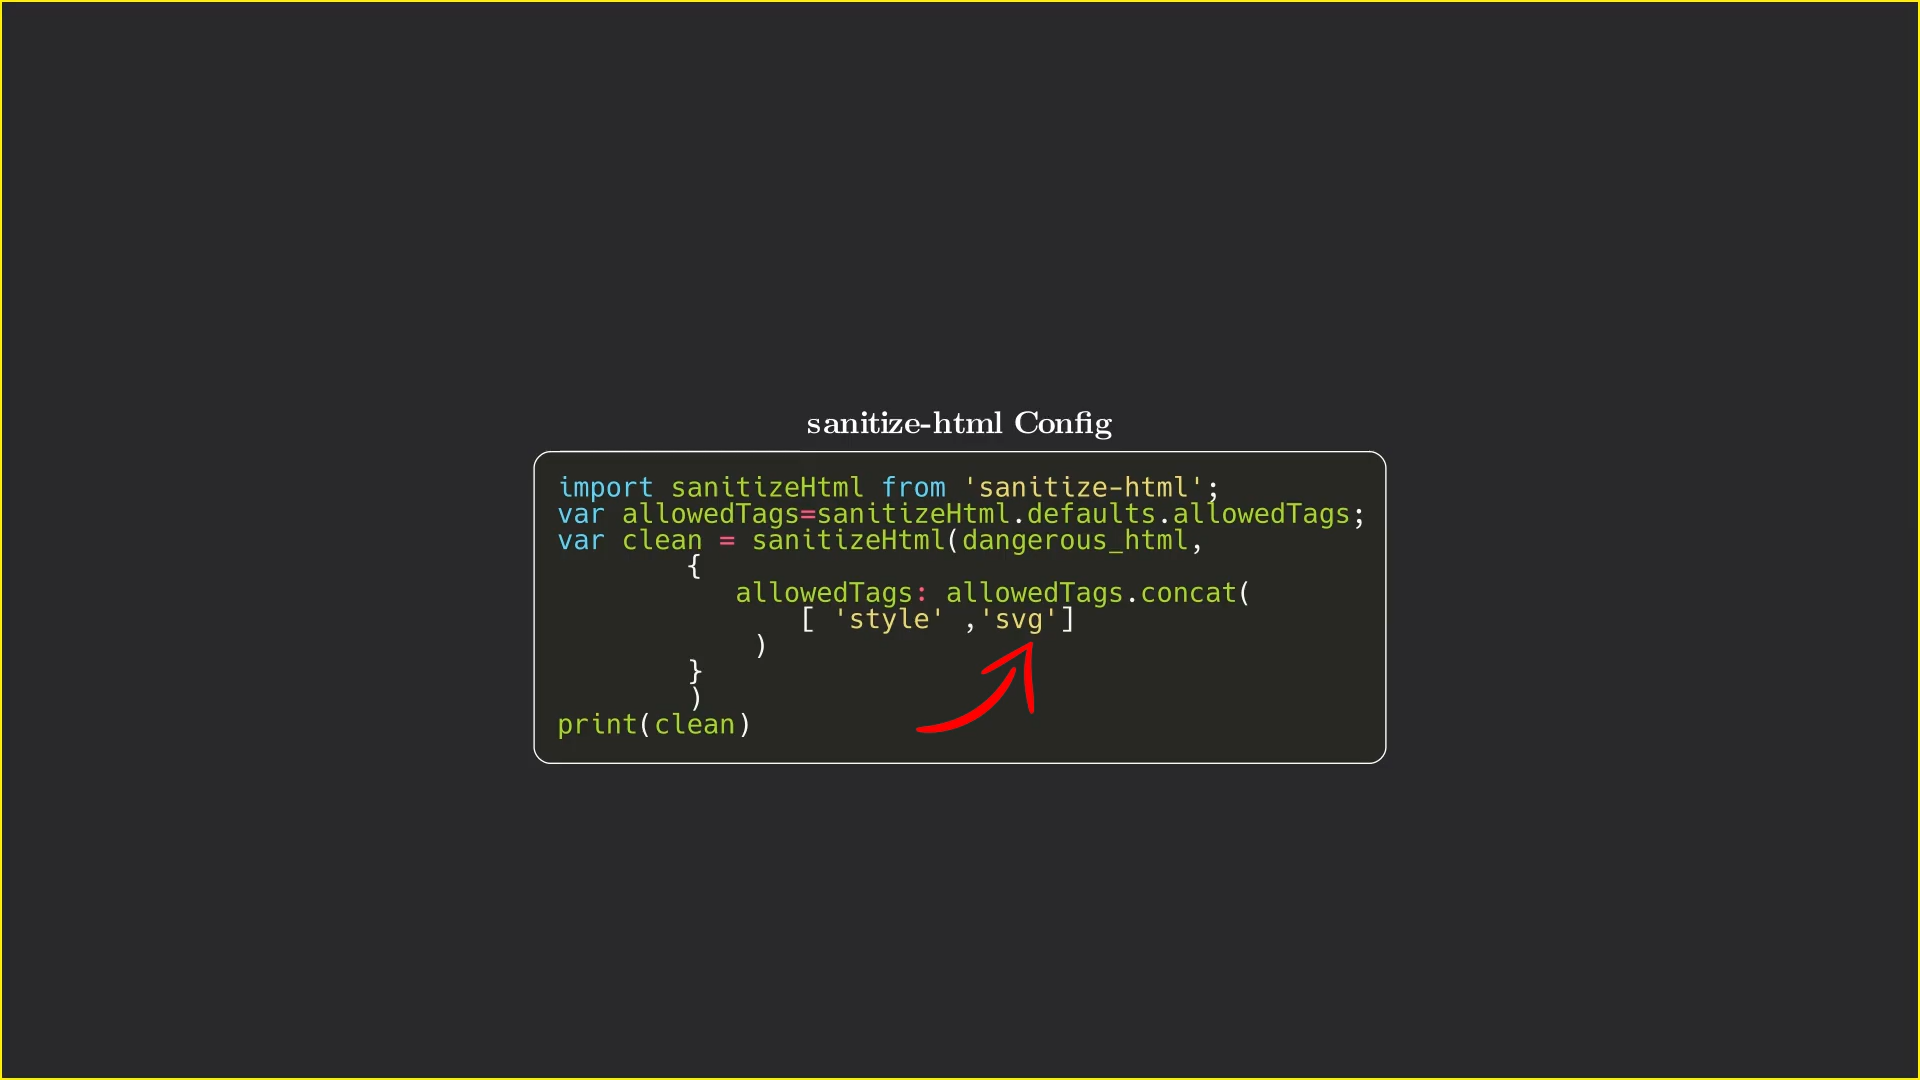 sanitize-html Config
import sanitizeHtml from 'sanitize-html';
var allowedTags=sanitizeHtml.defaults.allowedTags;
var clean = sanitizeHtml(dangerous_html,
{
allowedTags: allowedTags.concat(
[ 'style' ,'svg']
)
}
)
print(clean)